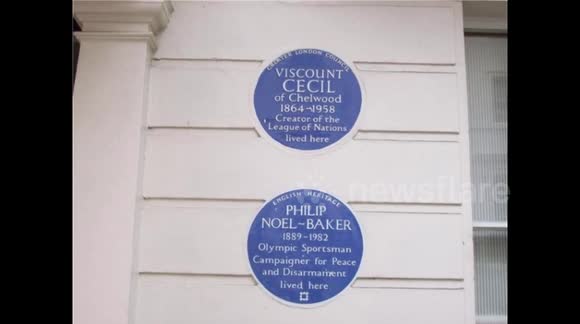 GREATER LONDON COUNCIL
VISCOUNT
CECIL
of Chelwood
1864-1958
Creator of the
League of Nations
lived here
newsflare
ENGLISH HERITAGE
PHILIP
NOEL~BAKER
1889-1982
Olympic Sportsman
Campaigner for Peace
and Disarmament
lived here